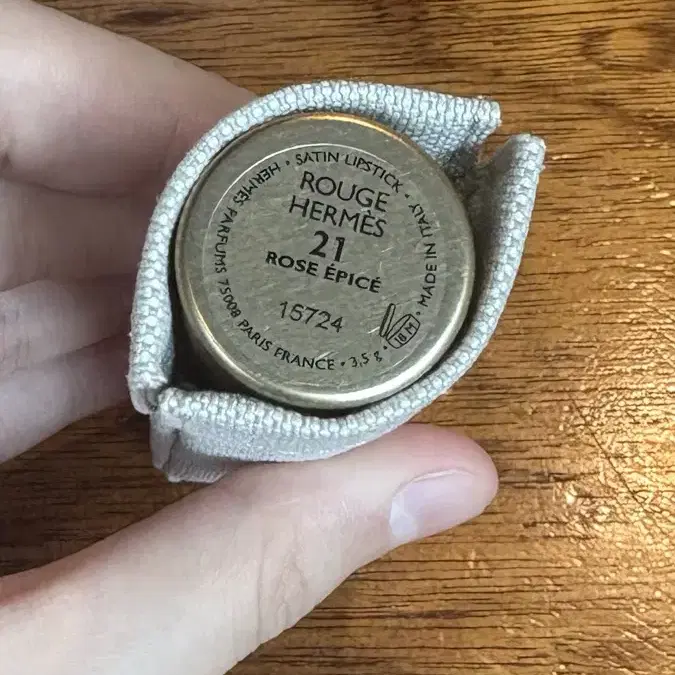 ROUGE
HERMÈS
21
ROSE ÉPICÉ
15724
HERMÈS PARFUMS 75008 PARIS FRANCE • 3,5 g • MADE IN ITALY • SATIN LIPSTICK •
18 M